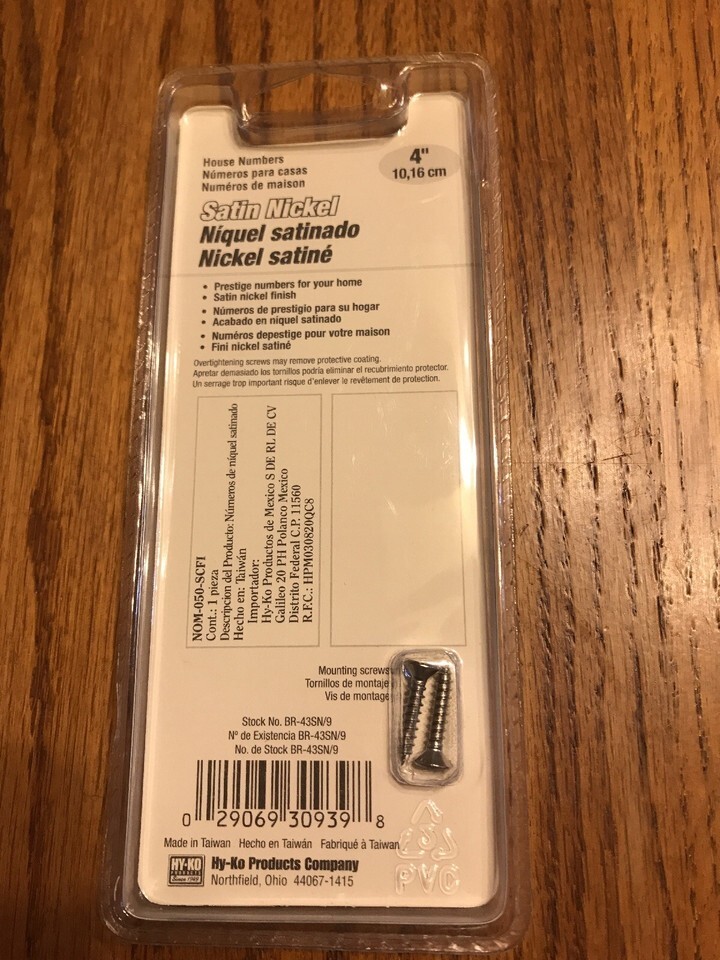 House Numbers
Números para casas
Numéros de maison
4"
10,16 cm
Satin Nickel
Níquel satinado
Nickel satiné
• Prestige numbers for your home
• Satin nickel finish
• Números de prestigio para su hogar
• Acabado en níquel satinado
• Numéros depestige pour votre maison
• Fini nickel satiné
Overtightening screws may remove protective coating.
Apretar demasiado los tornillos podría eliminar el recubrimiento protector.
Un serrage trop important risque d'enlever le revêtement de protection.
NOM-050-SCFI
Cont.: 1 pieza
Descripcion del Producto: Números de níquel satinado
Hecho en: Taiwán
Importador:
Hy-Ko Productos de Mexico S DE RL DE CV
Galileo 20 PH Polanco Mexico
Distrito Federal C.P. 11560
R.F.C.: HPM030820QC8
Mounting screws
Tornillos de montaje
Vis de montage
Stock No. BR-43SN/9
Nº de Existencia BR-43SN/9
No. de Stock BR-43SN/9
0 29069 30939 8
Made in Taiwan Hecho en Taiwán Fabriqué à Taiwan
HY-KO
PRODUCTS
Since 1949
Hy-Ko Products Company
Northfield, Ohio 44067-1415
3
PVC